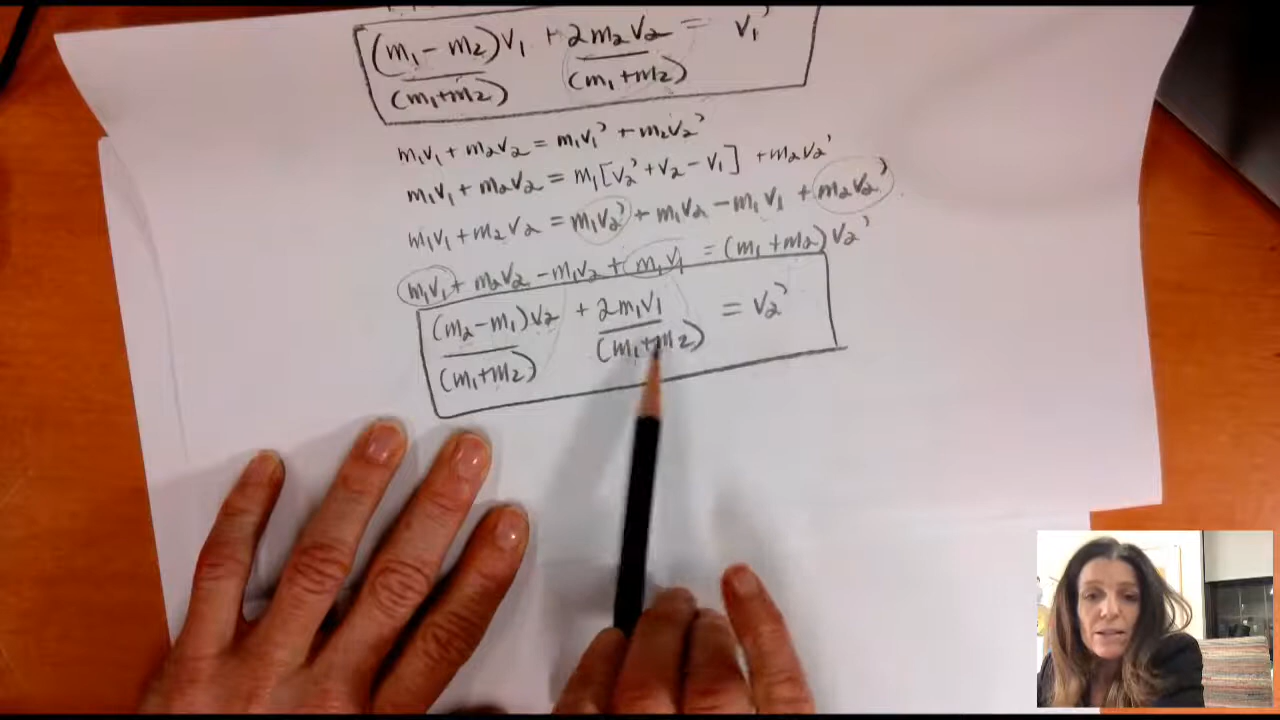 (m₁ - m₂)v₁ + 2m₂v₂ = v₁'
(m₁+m₂) (m₁+m₂)
m₁v₁ + m₂v₂ = m₁v₁' + m₂v₂'
m₁v₁ + m₂v₂ = m₁[v₂' + v₂ - v₁] + m₂v₂'
m₁v₁ + m₂v₂ = m₁v₂' + m₁v₂ - m₁v₁ + m₂v₂'
m₁v₁ + m₂v₂ - m₁v₂ + m₁v₁ = (m₁+m₂)v₂'
(m₂-m₁)v₂ + 2m₁v₁ = v₂'
(m₁+m₂) (m₁+m₂)